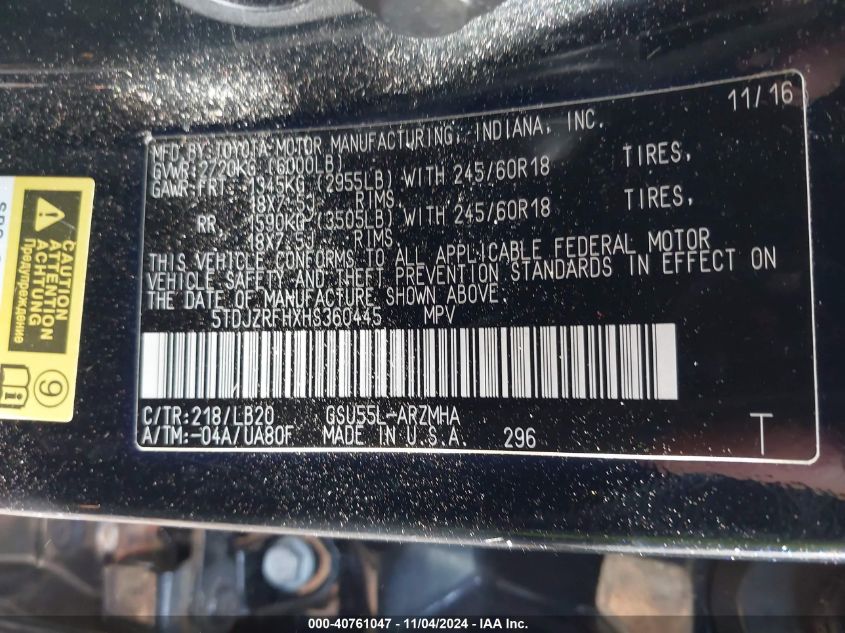 11/16
MFD.BY:TOYOTA MOTOR MANUFACTURING, INDIANA, INC.
GVWR:2720KG (6000LB)
GAWR-FRT. 1345KG (2955LB) WITH 245/60R18 TIRES,
18X7.5J RIMS.
RR. 1590KG (3505LB) WITH 245/60R18 TIRES,
18X7.5J RIMS
THIS VEHICLE CONFORMS TO ALL APPLICABLE FEDERAL MOTOR
VEHICLE SAFETY AND THEFT PREVENTION STANDARDS IN EFFECT ON
THE DATE OF MANUFACTURE SHOWN ABOVE.
5TDJZRFHXHS360445 MPV
C/TR:218/LB20 GSU55L-ARZMHA
A/TM:-04A/UA80F MADE IN U.S.A. 296 T
CAUTION
ATTENTION
ACHTUNG
Предупреждение
9
000-40761047 - 11/04/2024 - IAA Inc.